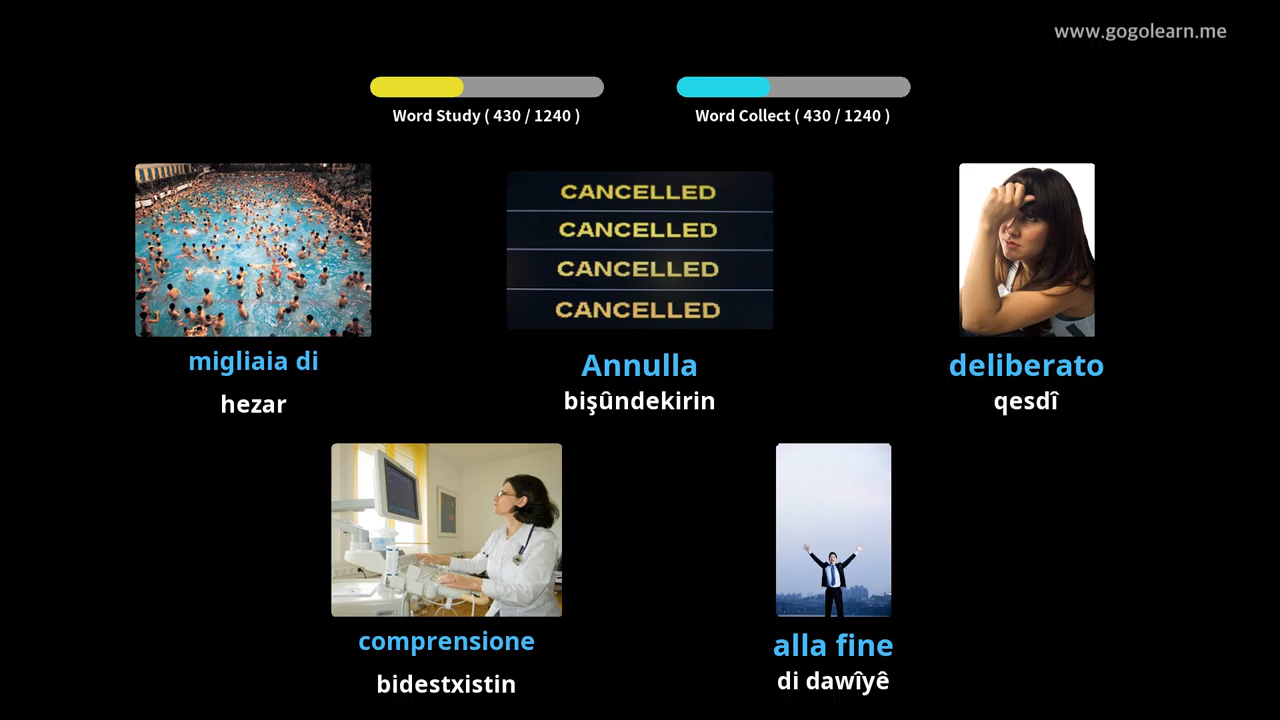 www.gogolearn.me
Word Study ( 430 / 1240 )
Word Collect ( 430 / 1240 )
CANCELLED
CANCELLED
CANCELLED
CANCELLED
migliaia di
hezar
Annulla
bişûndekirin
deliberato
qesdî
comprensione
bidestxistin
alla fine
di dawîyê